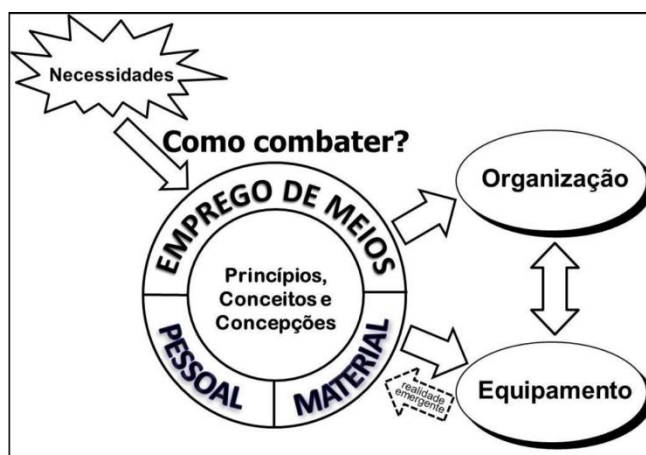 Necessidades
Como combater?
EMPREGO DE MEIOS
Organização
Princípios,
Conceitos e
Concepções
PESSOAL
MATERIAL
realidade
emergente
Equipamento